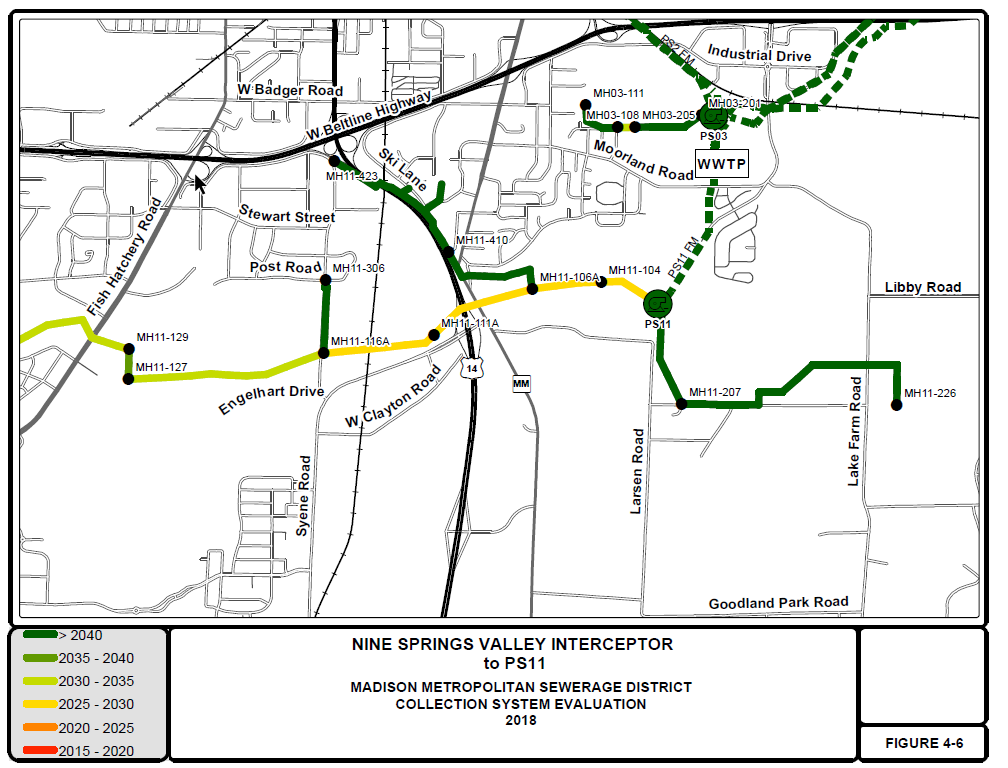 PS2 FM
Industrial Drive
W Badger Road
MH03-111
MH03-201
W Beltline Highway
MH03-108
MH03-205
PS03
Moorland Road
WWTP
Ski Lane
MH11-423
Stewart Street
Fish Hatchery Road
MH11-410
PS11 FM
Post Road
MH11-306
MH11-106A
MH11-104
Libby Road
PS11
MH11-129
MH11-116A
MH11-111A
MH11-127
14
MM
Engelhart Drive
W Clayton Road
MH11-207
MH11-226
Syene Road
Larsen Road
Lake Farm Road
Goodland Park Road
> 2040
2035 - 2040
2030 - 2035
2025 - 2030
2020 - 2025
2015 - 2020
NINE SPRINGS VALLEY INTERCEPTOR
to PS11
MADISON METROPOLITAN SEWERAGE DISTRICT
COLLECTION SYSTEM EVALUATION
2018
FIGURE 4-6